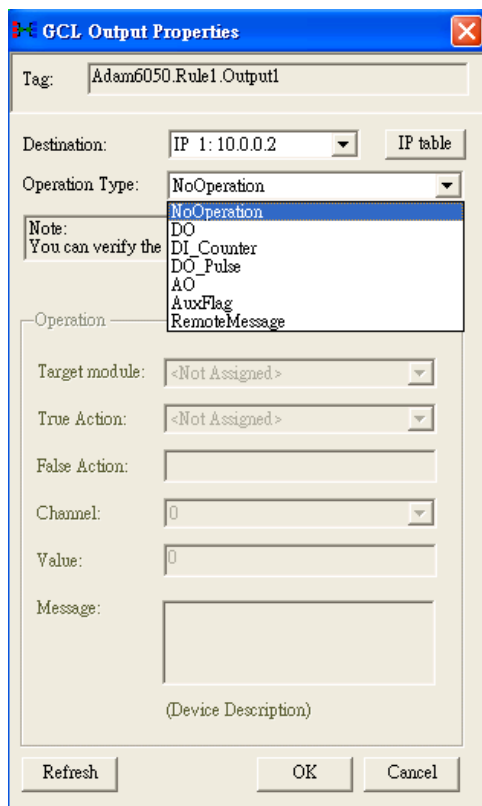 GCL Output Properties
Tag: Adam6050.Rule1.Output1
Destination: IP 1: 10.0.0.2 IP table
Operation Type: NoOperation
NoOperation
DO
DI_Counter
DO_Pulse
AO
AuxFlag
RemoteMessage
Note:
You can verify the
Operation
Target module: <Not Assigned>
True Action: <Not Assigned>
False Action:
Channel: 0
Value: 0
Message:
(Device Description)
Refresh OK Cancel